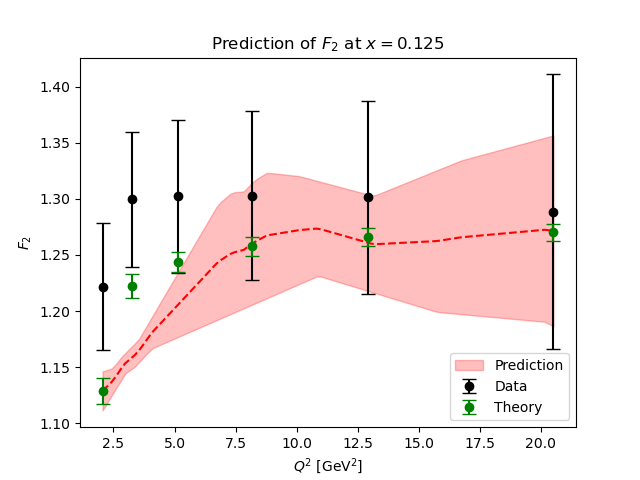 Prediction of F₂ at x = 0.125
1.40
1.35
1.30
1.25
1.20
1.15
1.10
F₂
2.5 5.0 7.5 10.0 12.5 15.0 17.5 20.0
Q² [GeV²]
Prediction
Data
Theory